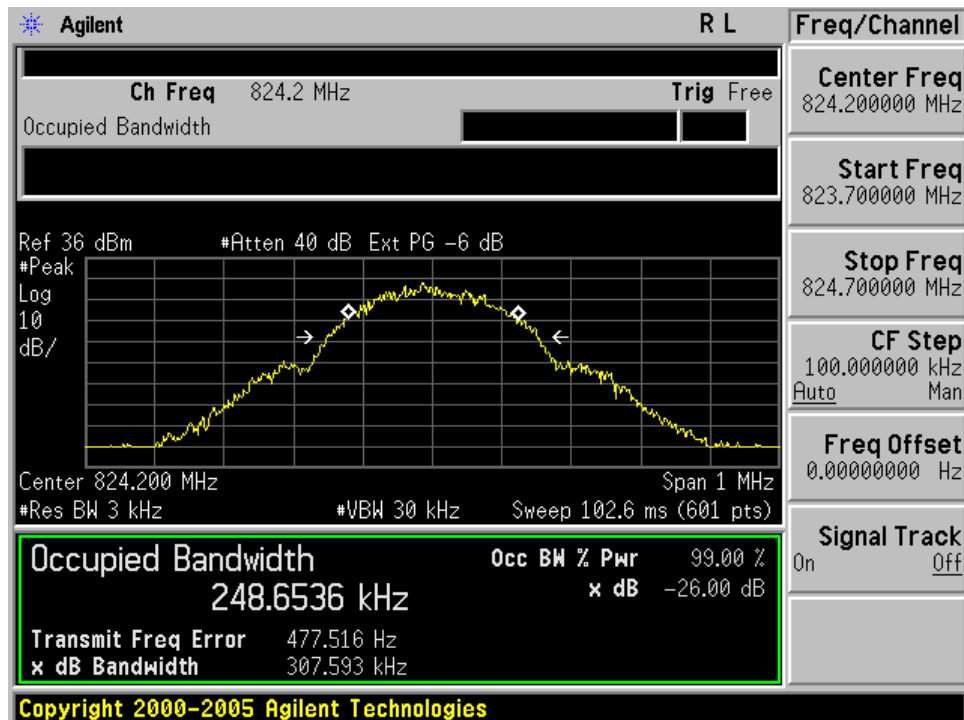 Agilent R L
Freq/Channel
Ch Freq 824.2 MHz Trig Free
Occupied Bandwidth
Center Freq
824.200000 MHz
Start Freq
823.700000 MHz
Stop Freq
824.700000 MHz
CF Step
100.000000 kHz
Auto Man
Freq Offset
0.00000000 Hz
Signal Track
On Off
Ref 36 dBm #Atten 40 dB Ext PG -6 dB
#Peak
Log
10
dB/
Center 824.200 MHz Span 1 MHz
#Res BW 3 kHz #VBW 30 kHz Sweep 102.6 ms (601 pts)
Occupied Bandwidth Occ BW % Pwr 99.00 %
248.6536 kHz x dB -26.00 dB
Transmit Freq Error 477.516 Hz
x dB Bandwidth 307.593 kHz
Copyright 2000-2005 Agilent Technologies